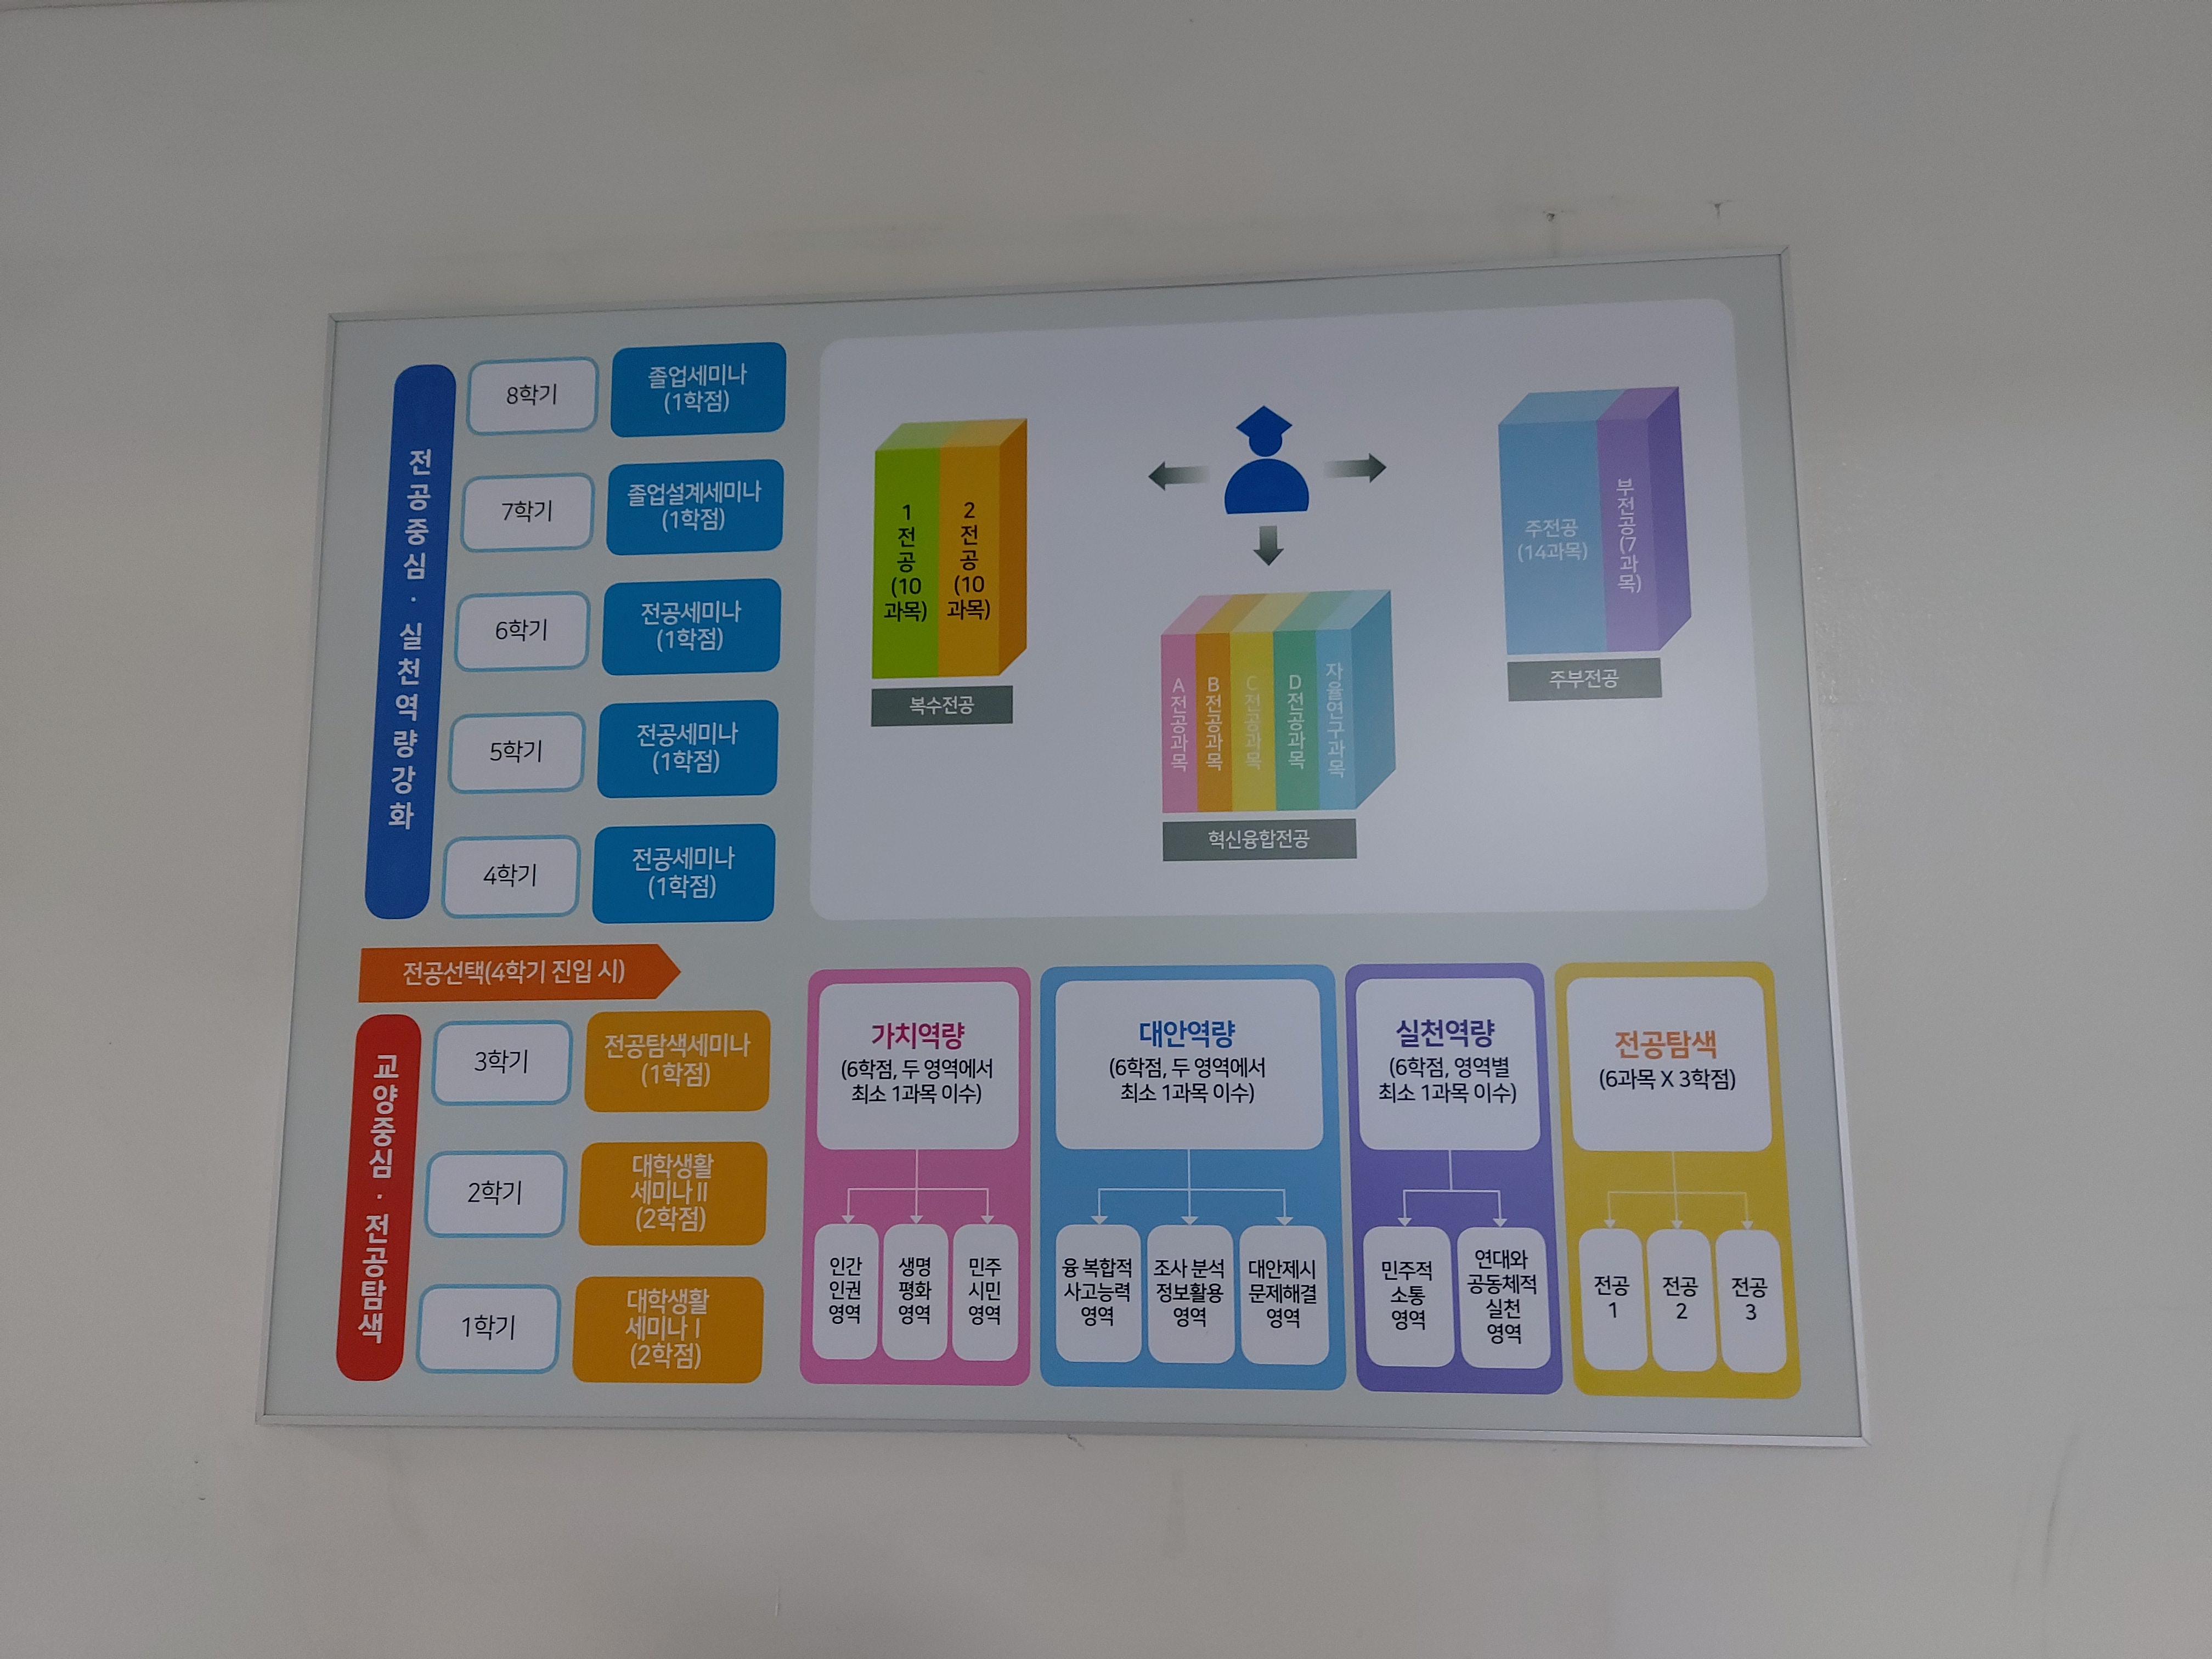 전공중심 · 실천역량강화
8학기
졸업세미나
(1학점)
7학기
졸업설계세미나
(1학점)
6학기
전공세미나
(1학점)
5학기
전공세미나
(1학점)
4학기
전공세미나
(1학점)
1전공(10과목)
2전공(10과목)
복수전공
A전공과목
B전공과목
C전공과목
D전공과목
자율연구과목
혁신융합전공
주전공
(14과목)
부전공(7과목)
주부전공
전공선택(4학기 진입 시)
교양중심 · 전공탐색
3학기
전공탐색세미나
(1학점)
2학기
대학생활
세미나 II
(2학점)
1학기
대학생활
세미나 I
(2학점)
가치역량
(6학점, 두 영역에서
최소 1과목 이수)
인간
인권
영역
생명
평화
영역
민주
시민
영역
대안역량
(6학점, 두 영역에서
최소 1과목 이수)
융 복합적
사고능력
영역
조사 분석
정보활용
영역
대안제시
문제해결
영역
실천역량
(6학점, 영역별
최소 1과목 이수)
민주적
소통
영역
연대와
공동체적
실천
영역
전공탐색
(6과목 X 3학점)
전공
1
전공
2
전공
3